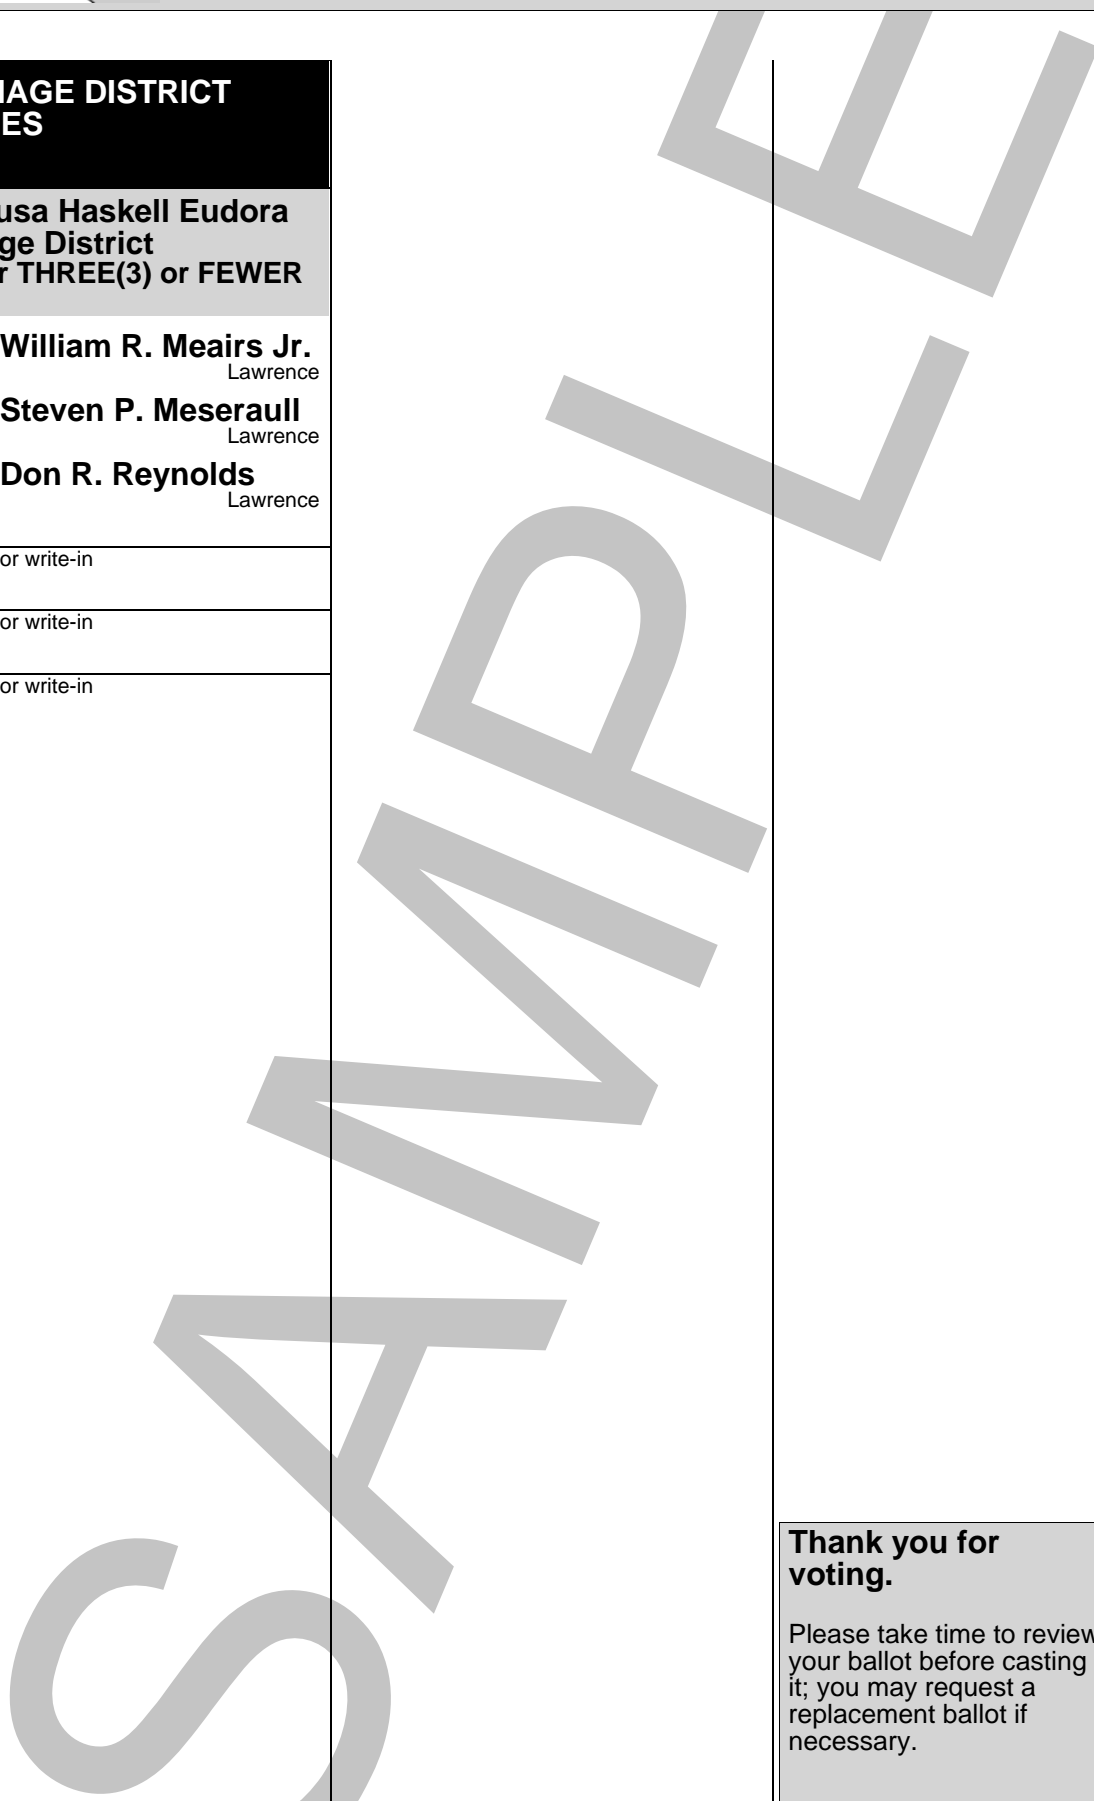 NAGE DISTRICT
ES
usa Haskell Eudora
ge District
r THREE(3) or FEWER
William R. Meairs Jr.
Lawrence
Steven P. Meseraull
Lawrence
Don R. Reynolds
Lawrence
or write-in
or write-in
or write-in
SAMPLE
Thank you for
voting.
Please take time to review
your ballot before casting
it; you may request a
replacement ballot if
necessary.